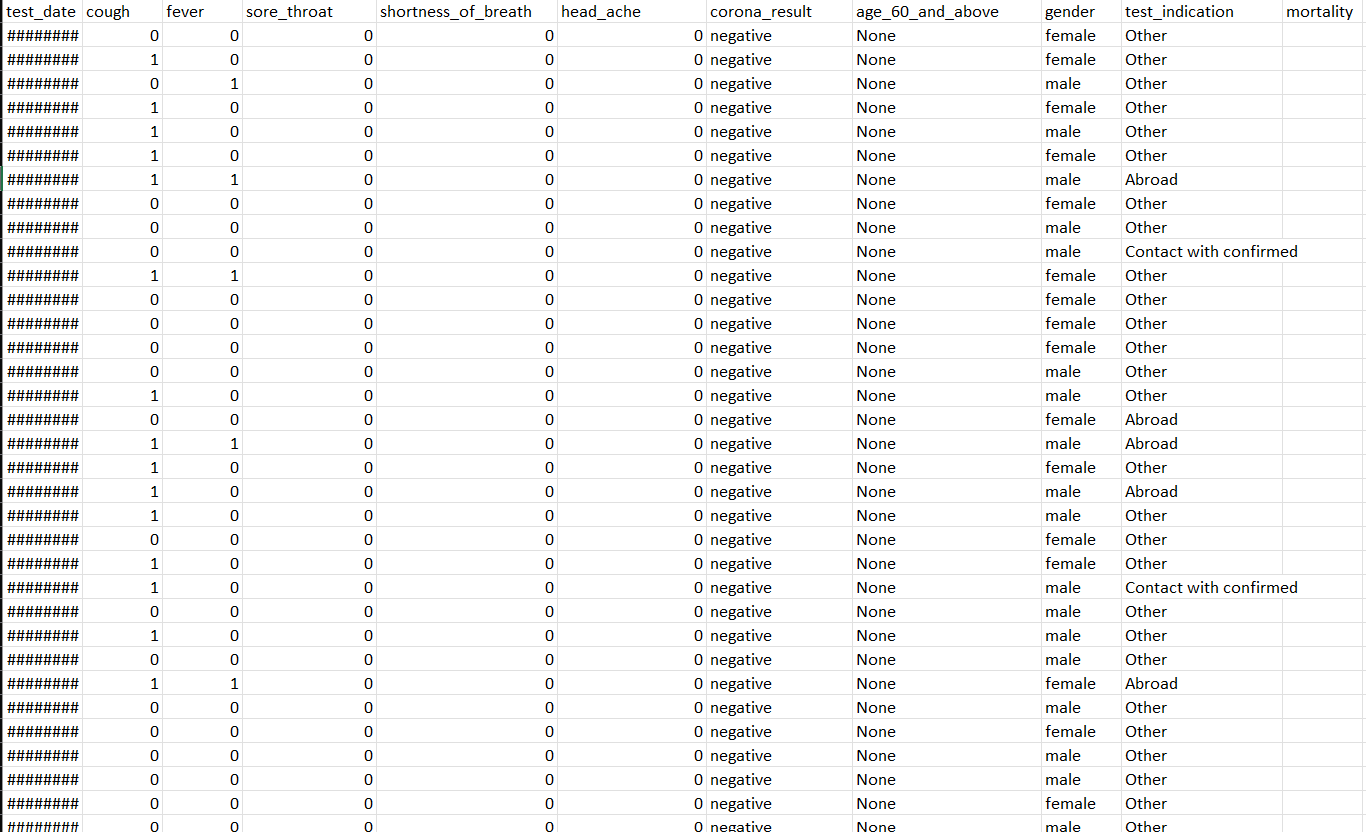 test_date cough fever sore_throat shortness_of_breath head_ache corona_result age_60_and_above gender test_indication mortality
######## 0 0 0 0 0 negative None female Other
######## 1 0 0 0 0 negative None female Other
######## 0 1 0 0 0 negative None male Other
######## 1 0 0 0 0 negative None female Other
######## 1 0 0 0 0 negative None male Other
######## 1 0 0 0 0 negative None female Other
######## 1 1 0 0 0 negative None male Abroad
######## 0 0 0 0 0 negative None female Other
######## 0 0 0 0 0 negative None male Other
######## 0 0 0 0 0 negative None male Contact with confirmed
######## 1 1 0 0 0 negative None female Other
######## 0 0 0 0 0 negative None female Other
######## 0 0 0 0 0 negative None female Other
######## 0 0 0 0 0 negative None female Other
######## 0 0 0 0 0 negative None male Other
######## 1 0 0 0 0 negative None male Other
######## 0 0 0 0 0 negative None female Abroad
######## 1 1 0 0 0 negative None male Abroad
######## 1 0 0 0 0 negative None female Other
######## 1 0 0 0 0 negative None male Abroad
######## 1 0 0 0 0 negative None male Other
######## 0 0 0 0 0 negative None female Other
######## 1 0 0 0 0 negative None female Other
######## 1 0 0 0 0 negative None male Contact with confirmed
######## 0 0 0 0 0 negative None male Other
######## 1 0 0 0 0 negative None male Other
######## 0 0 0 0 0 negative None male Other
######## 1 1 0 0 0 negative None female Abroad
######## 0 0 0 0 0 negative None male Other
######## 0 0 0 0 0 negative None female Other
######## 0 0 0 0 0 negative None male Other
######## 0 0 0 0 0 negative None male Other
######## 0 0 0 0 0 negative None female Other
######## 0 0 0 0 0 negative None male Other